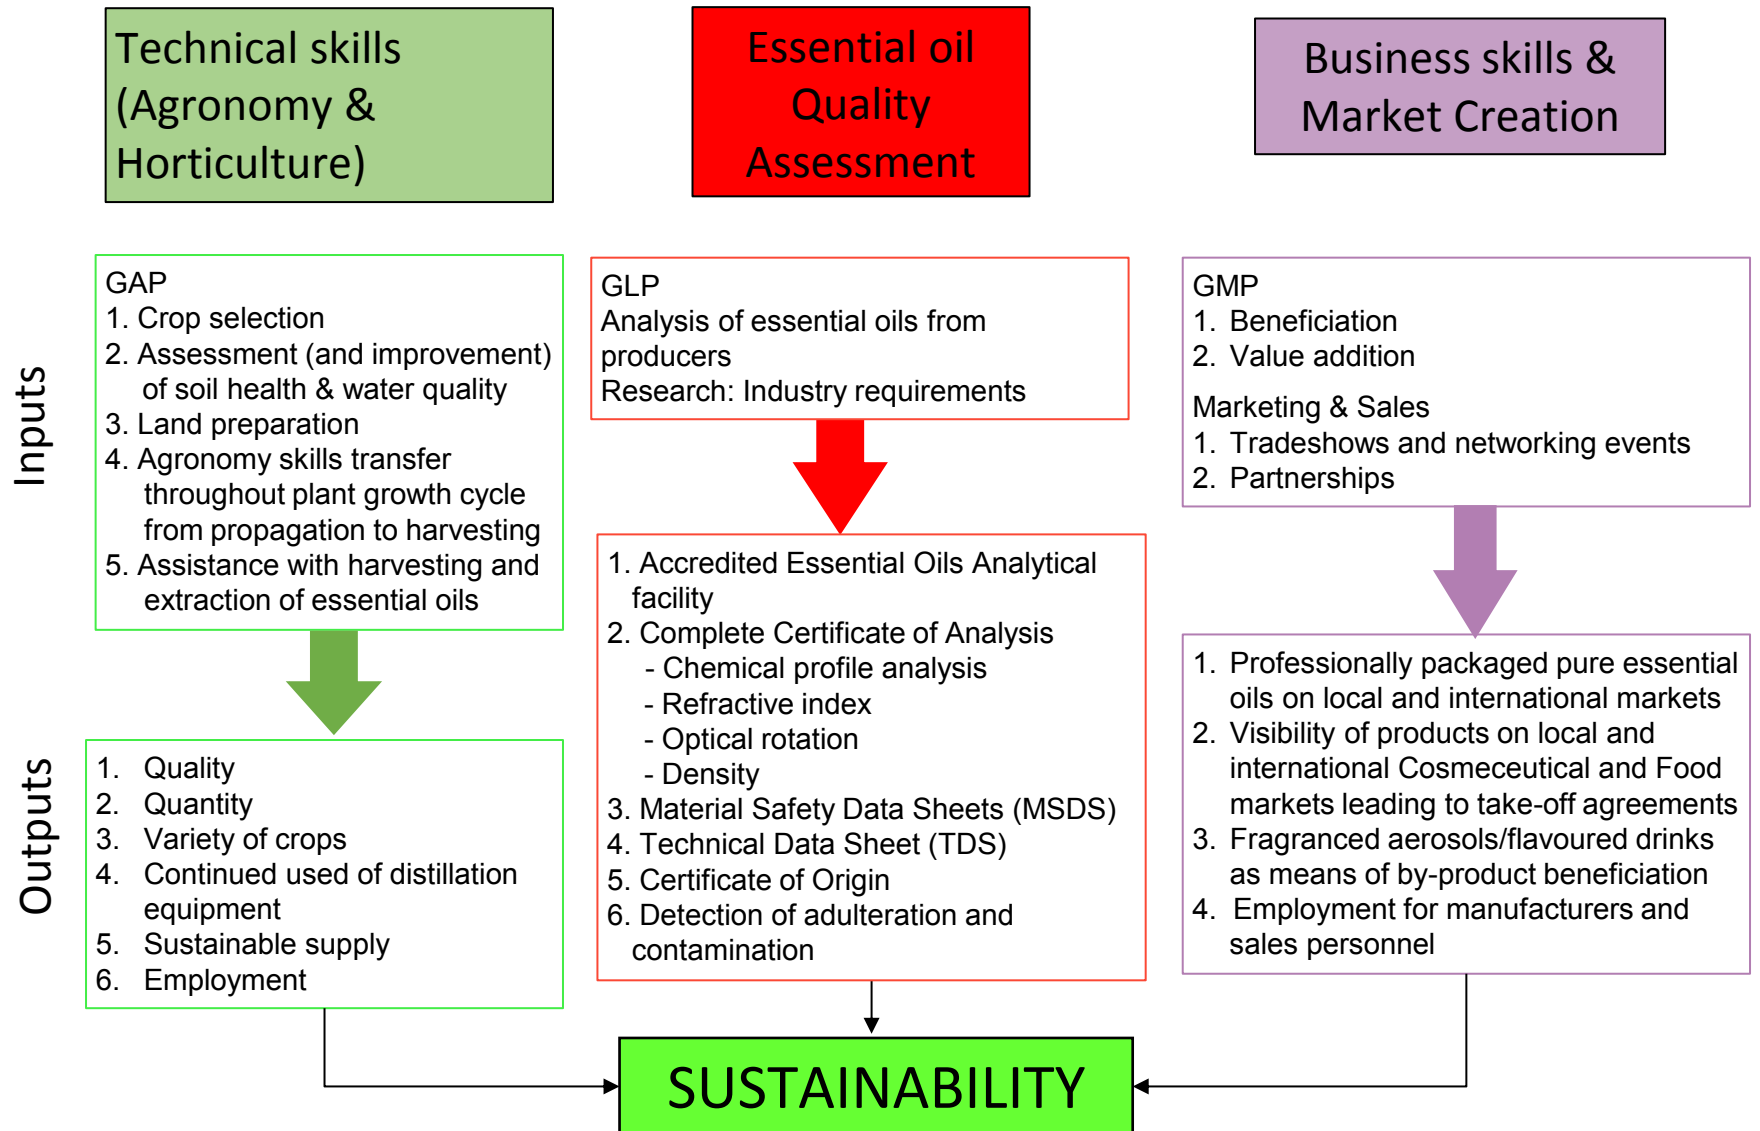 Technical skills
(Agronomy &
Horticulture)
Essential oil
Quality
Assessment
Business skills &
Market Creation
Inputs
GAP
1. Crop selection
2. Assessment (and improvement)
of soil health & water quality
3. Land preparation
4. Agronomy skills transfer
throughout plant growth cycle
from propagation to harvesting
5. Assistance with harvesting and
extraction of essential oils
GLP
Analysis of essential oils from
producers
Research: Industry requirements
GMP
1. Beneficiation
2. Value addition
Marketing & Sales
1. Tradeshows and networking events
2. Partnerships
Outputs
1. Quality
2. Quantity
3. Variety of crops
4. Continued used of distillation
equipment
5. Sustainable supply
6. Employment
1. Accredited Essential Oils Analytical
facility
2. Complete Certificate of Analysis
- Chemical profile analysis
- Refractive index
- Optical rotation
- Density
3. Material Safety Data Sheets (MSDS)
4. Technical Data Sheet (TDS)
5. Certificate of Origin
6. Detection of adulteration and
contamination
1. Professionally packaged pure essential
oils on local and international markets
2. Visibility of products on local and
international Cosmeceutical and Food
markets leading to take-off agreements
3. Fragranced aerosols/flavoured drinks
as means of by-product beneficiation
4. Employment for manufacturers and
sales personnel
SUSTAINABILITY